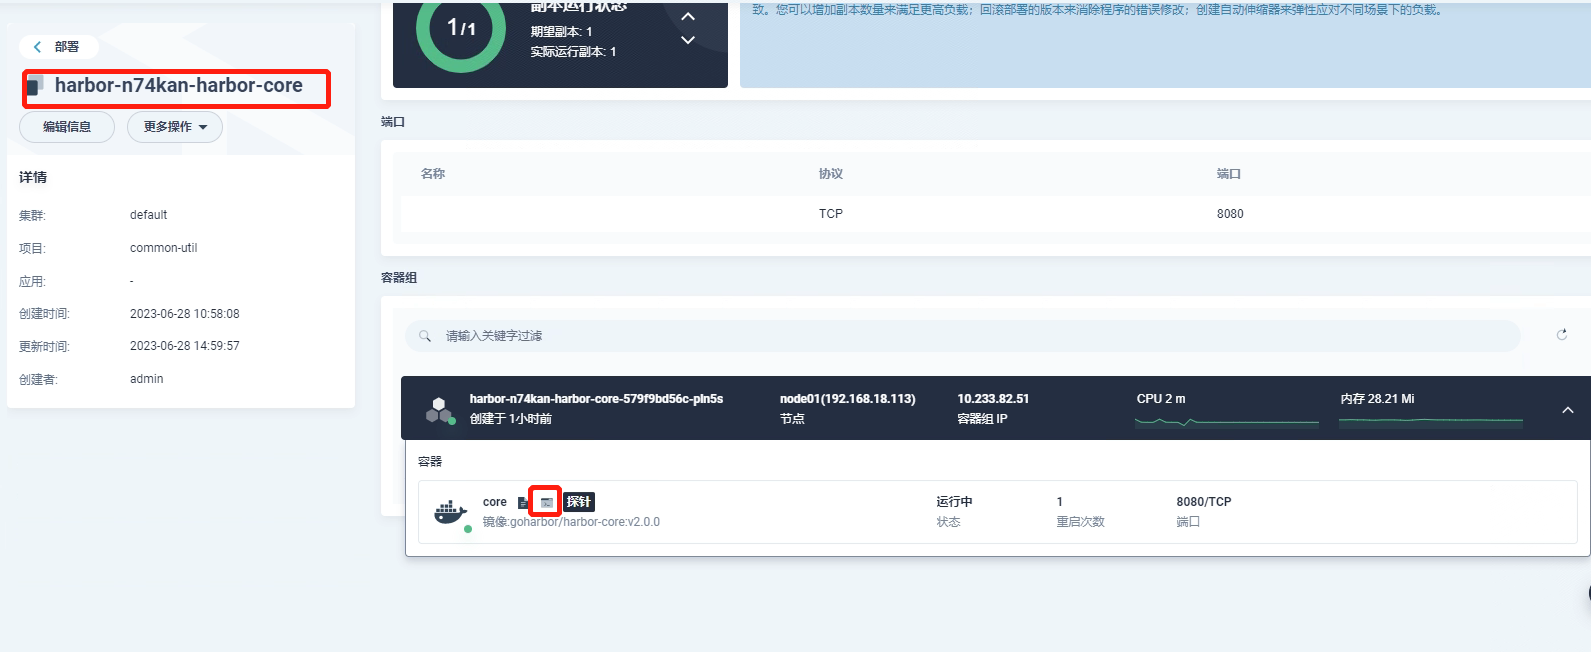 部署
harbor-n74kan-harbor-core
编辑信息
更多操作
详情
集群: default
项目: common-util
应用: -
创建时间: 2023-06-28 10:58:08
更新时间: 2023-06-28 14:59:57
创建者: admin
1/1
副本运行状态
期望副本: 1
实际运行副本: 1
致。您可以增加副本数量来满足更高负载；回滚部署的版本来消除程序的错误修改；创建自动伸缩器来弹性应对不同场景下的负载。
端口
名称 协议 端口
TCP 8080
容器组
请输入关键字过滤
harbor-n74kan-harbor-core-579f9bd56c-pln5s node01(192.168.18.113) 10.233.82.51 CPU 2 m 内存 28.21 Mi
创建于 1小时前 节点 容器组 IP
容器
core 探针 运行中 1 8080/TCP
镜像:goharbor/harbor-core:v2.0.0 状态 重启次数 端口